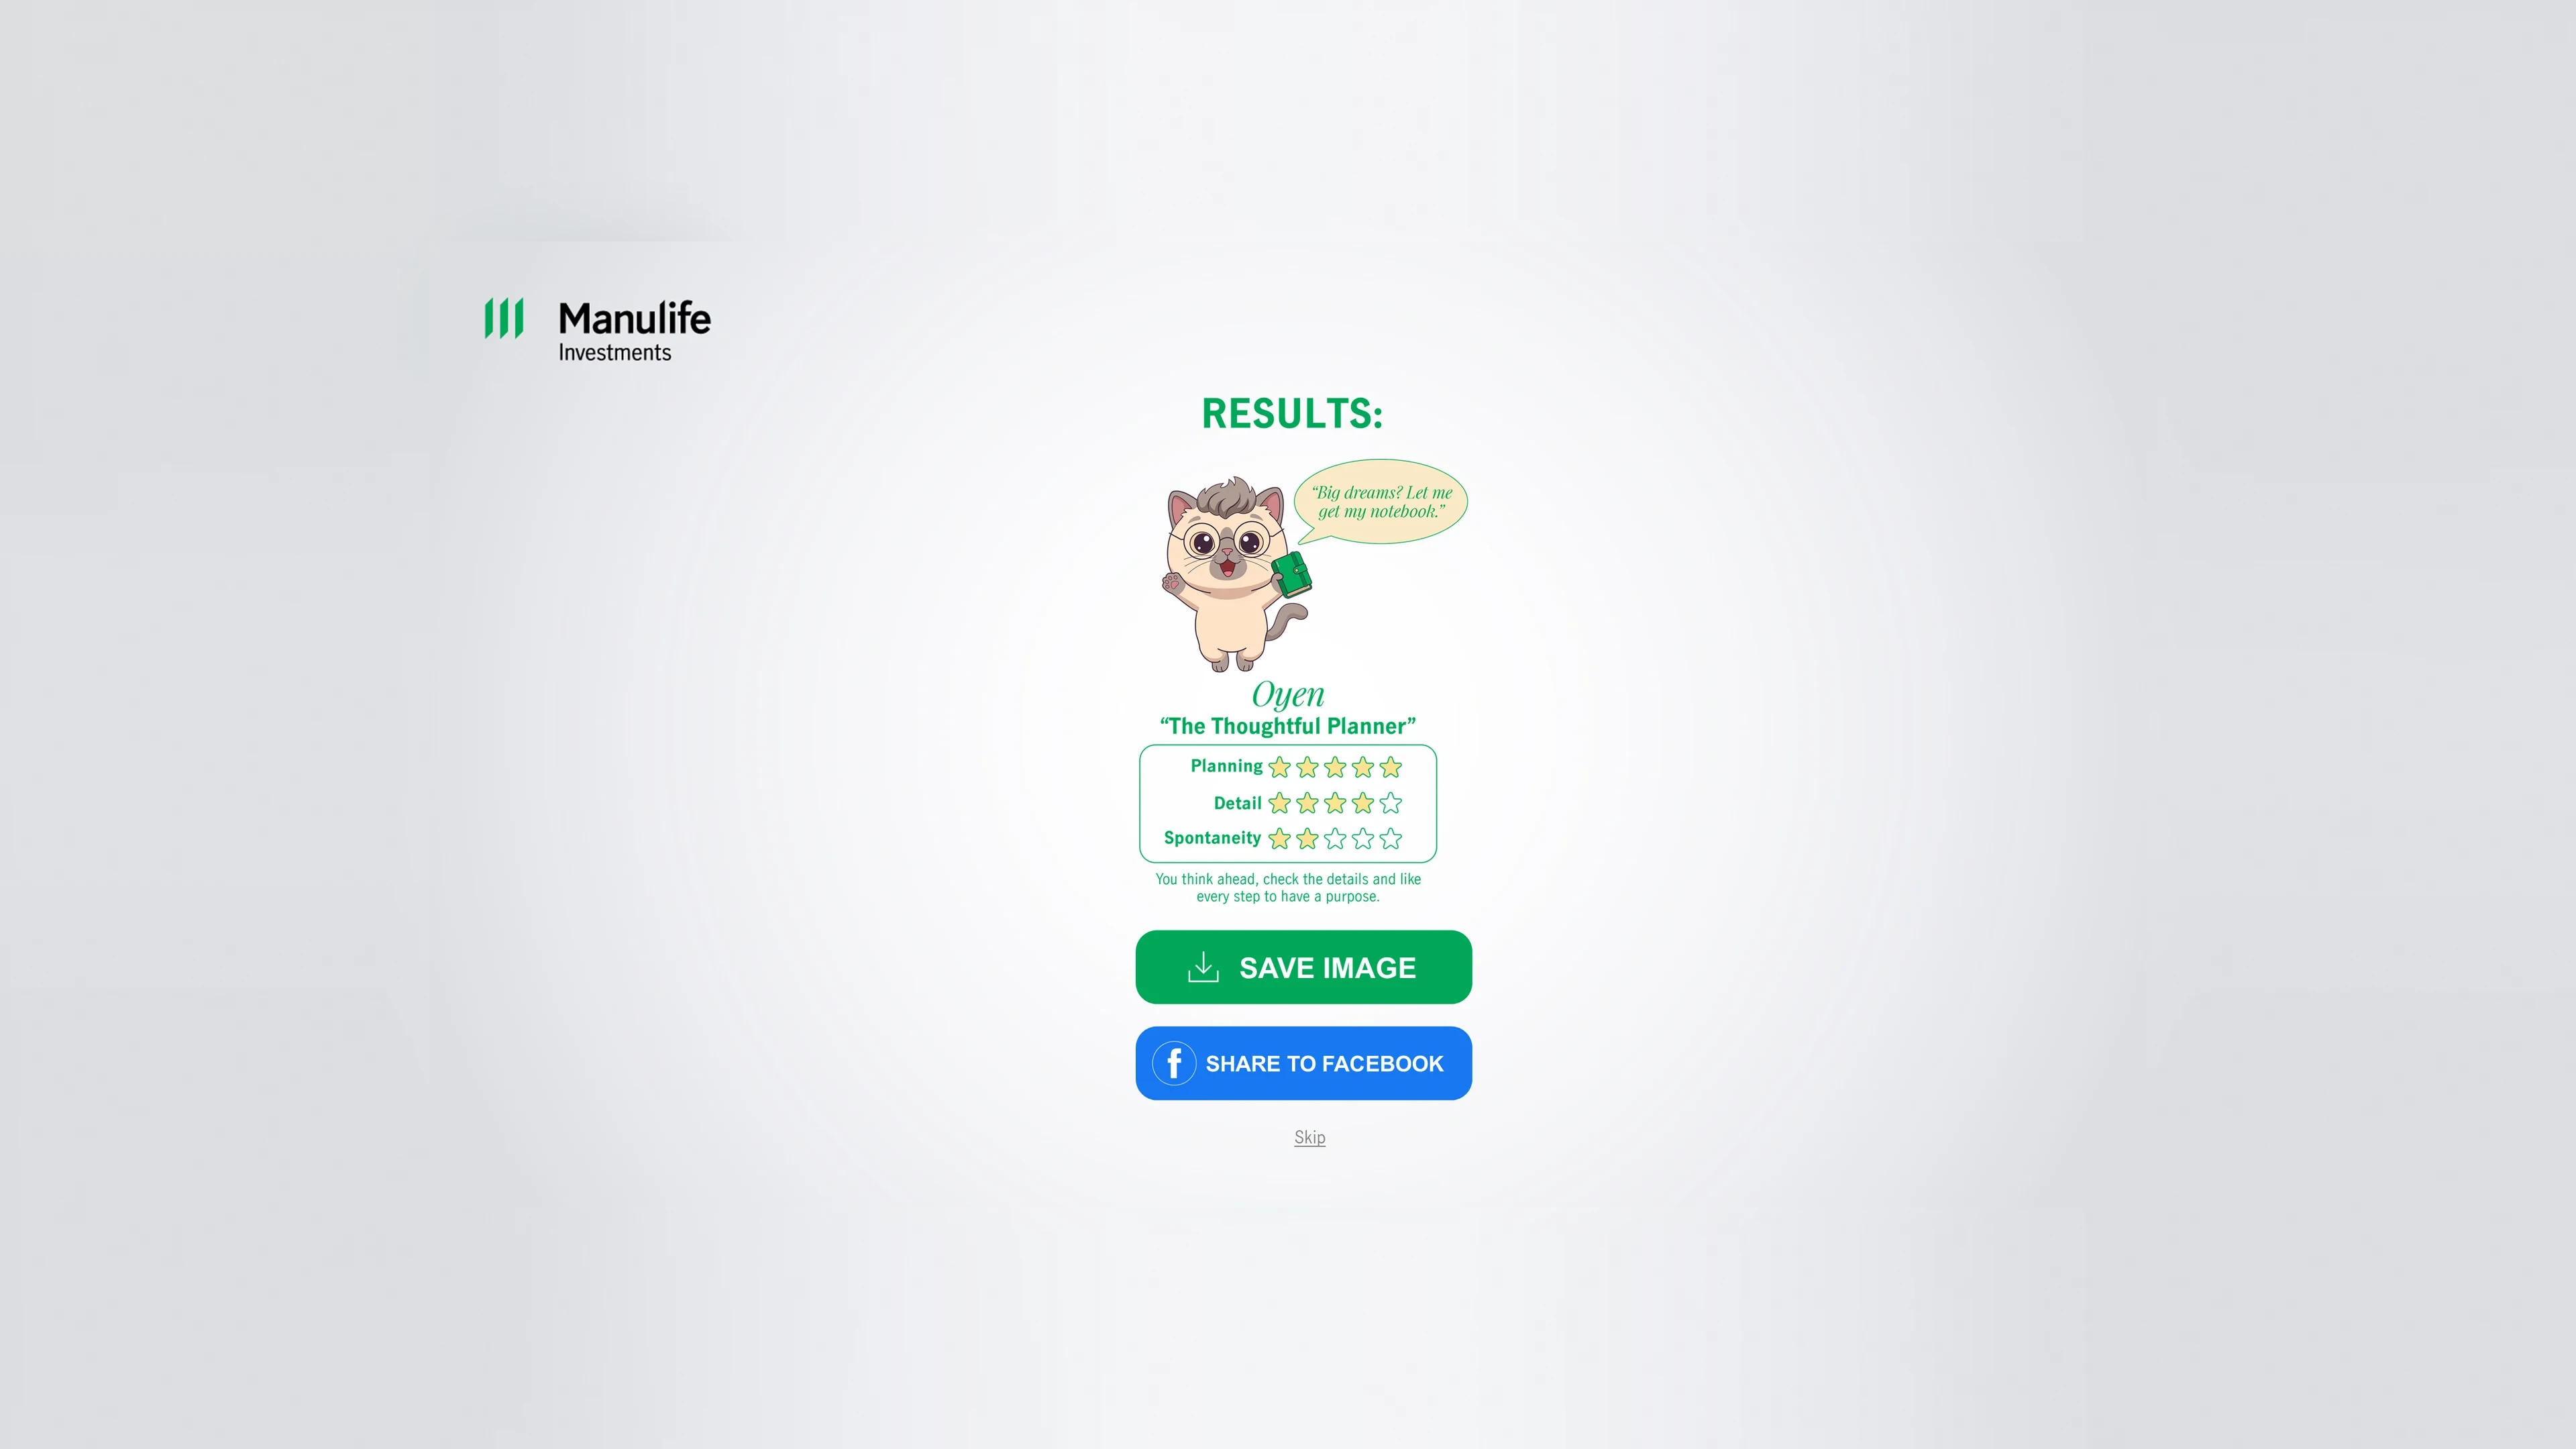 Manulife
Investments
RESULTS:
“Big dreams? Let me
get my notebook.”
Oyen
“The Thoughtful Planner”
Planning
Detail
Spontaneity
You think ahead, check the details and like
every step to have a purpose.
SAVE IMAGE
f SHARE TO FACEBOOK
Skip